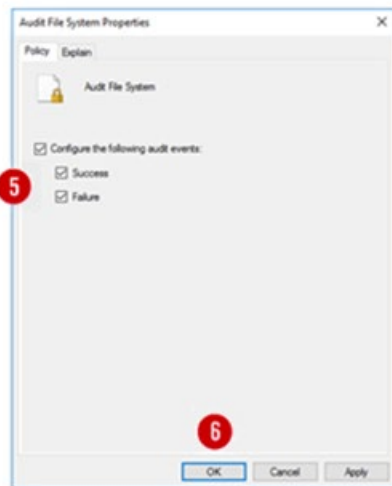 Audit File System Properties
Policy Explain
Audit File System
Configure the following audit events:
5
Success
Failure
6
OK Cancel Apply